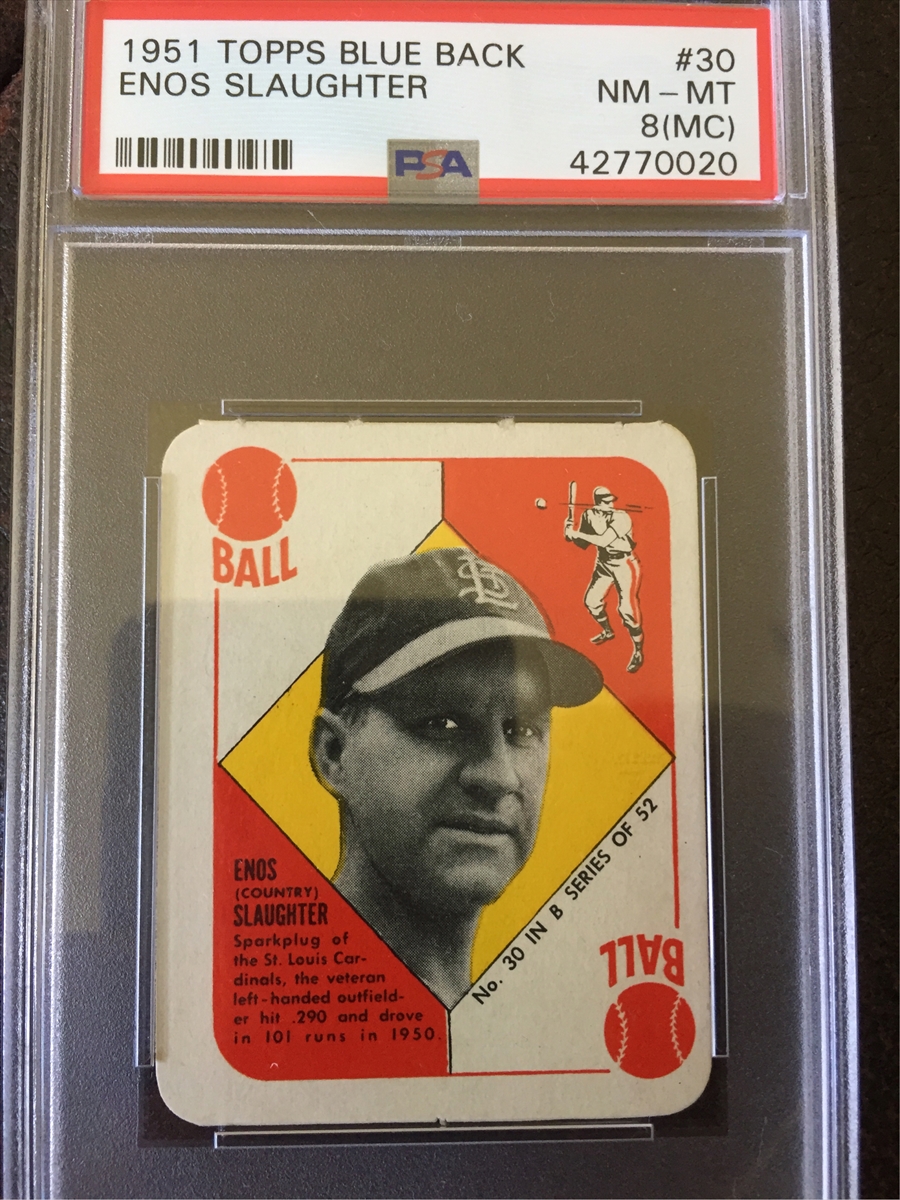 1951 TOPPS BLUE BACK #30
ENOS SLAUGHTER NM – MT
8(MC)
PSA 42770020
BALL
StL
ENOS
(COUNTRY)
SLAUGHTER
Sparkplug of
the St. Louis Car-
dinals, the veteran
left-handed outfield-
er hit .290 and drove
in 101 runs in 1950.
No. 30 IN B SERIES OF 52
BALL